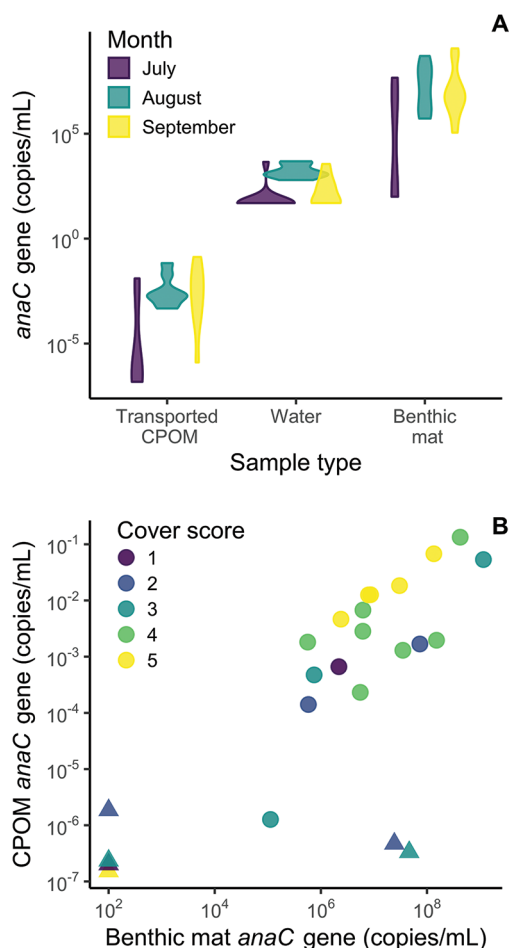 A
Month
July
August
September
anaC gene (copies/mL)
10^5
10^0
10^-5
Transported
CPOM
Water
Benthic
mat
Sample type
B
Cover score
1
2
3
4
5
CPOM anaC gene (copies/mL)
10^-1
10^-2
10^-3
10^-4
10^-5
10^-6
10^-7
10^2
10^4
10^6
10^8
Benthic mat anaC gene (copies/mL)